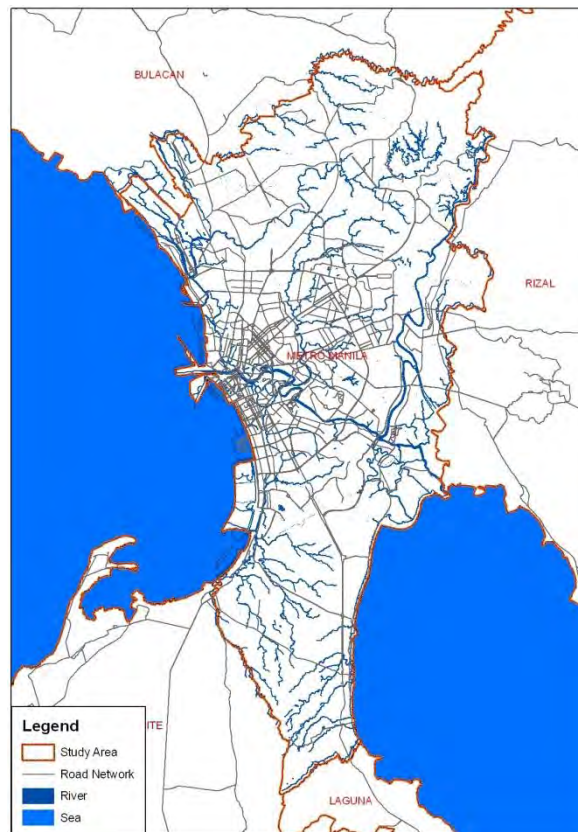 BULACAN
RIZAL
METRO MANILA
ITE
LAGUNA
Legend
Study Area
Road Network
River
Sea